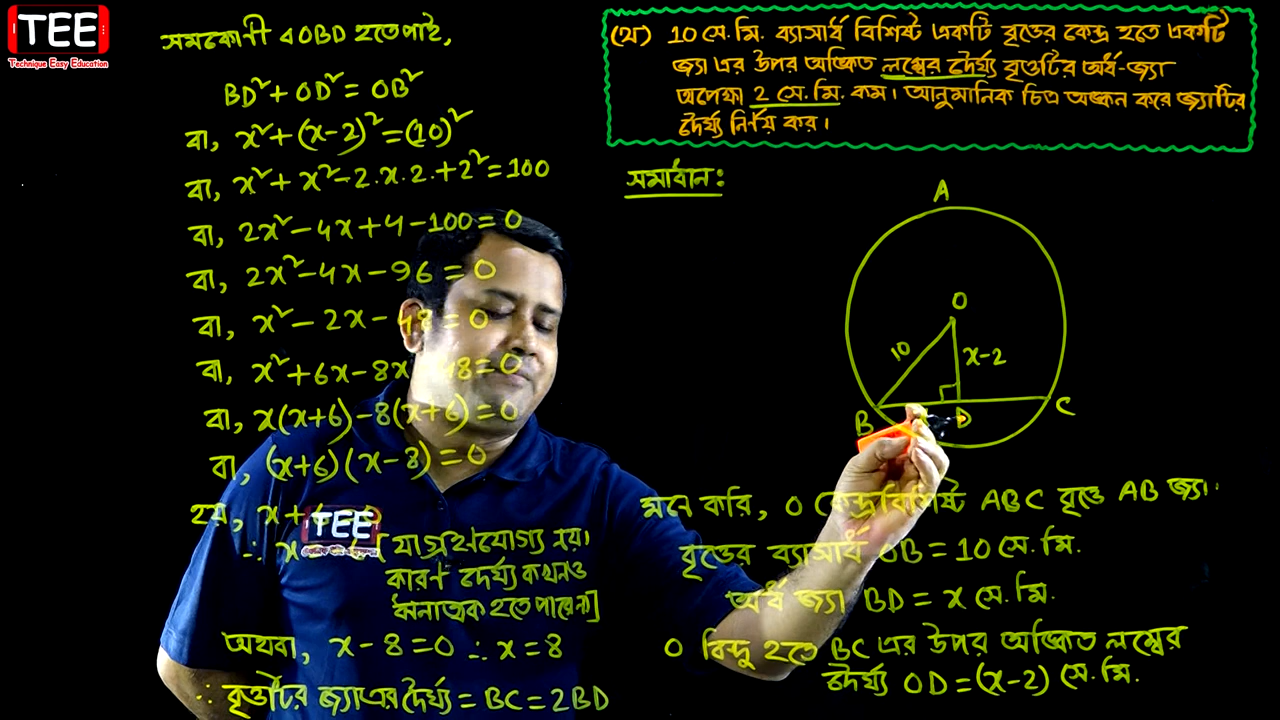 TEE
Technique Easy Education
সমকোণী ΔOBD হতে পাই,
BD² + OD² = OB²
বা, x² + (x-2)² = (10)²
বা, x² + x² - 2.x.2 + 2² = 100
বা, 2x² - 4x + 4 - 100 = 0
বা, 2x² - 4x - 96 = 0
বা, x² - 2x - 48 = 0
বা, x² + 6x - 8x 48 = 0
বা, x(x+6) - 8(x+6) = 0
বা, (x+6) (x-8) = 0
হয়, x +
TEE
∴ x = [যা গ্রহণযোগ্য নয়।
কারণ দৈর্ঘ্য কখনও
ঋনাত্মক হতে পারে না]
অথবা, x - 8 = 0 ∴ x = 8
∴ বৃত্তটির জ্যা এর দৈর্ঘ্য = BC = 2BD
(থ) 10 সে. মি. ব্যাসার্ধ বিশিষ্ট একটি বৃত্তের কেন্দ্র হতে একটি
জ্যা এর উপর অঙ্কিত লম্বের দৈর্ঘ্য বৃত্তটির অর্ধ-জ্যা
অপেক্ষা 2 সে. মি. কম। আনুমানিক চিত্র অঙ্কন করে জ্যাটির
দৈর্ঘ্য নির্ণয় কর।
সমাধান:
A
O
10
x-2
B
D
C
মনে করি, O কেন্দ্রবিশিষ্ট ABC বৃত্তে AB জ্যা।
বৃত্তের ব্যাসার্ধ OB = 10 সে. মি.
অর্ধ জ্যা BD = x সে. মি.
O বিন্দু হতে BC এর উপর অঙ্কিত লম্বের
দৈর্ঘ্য OD = (x-2) সে. মি.